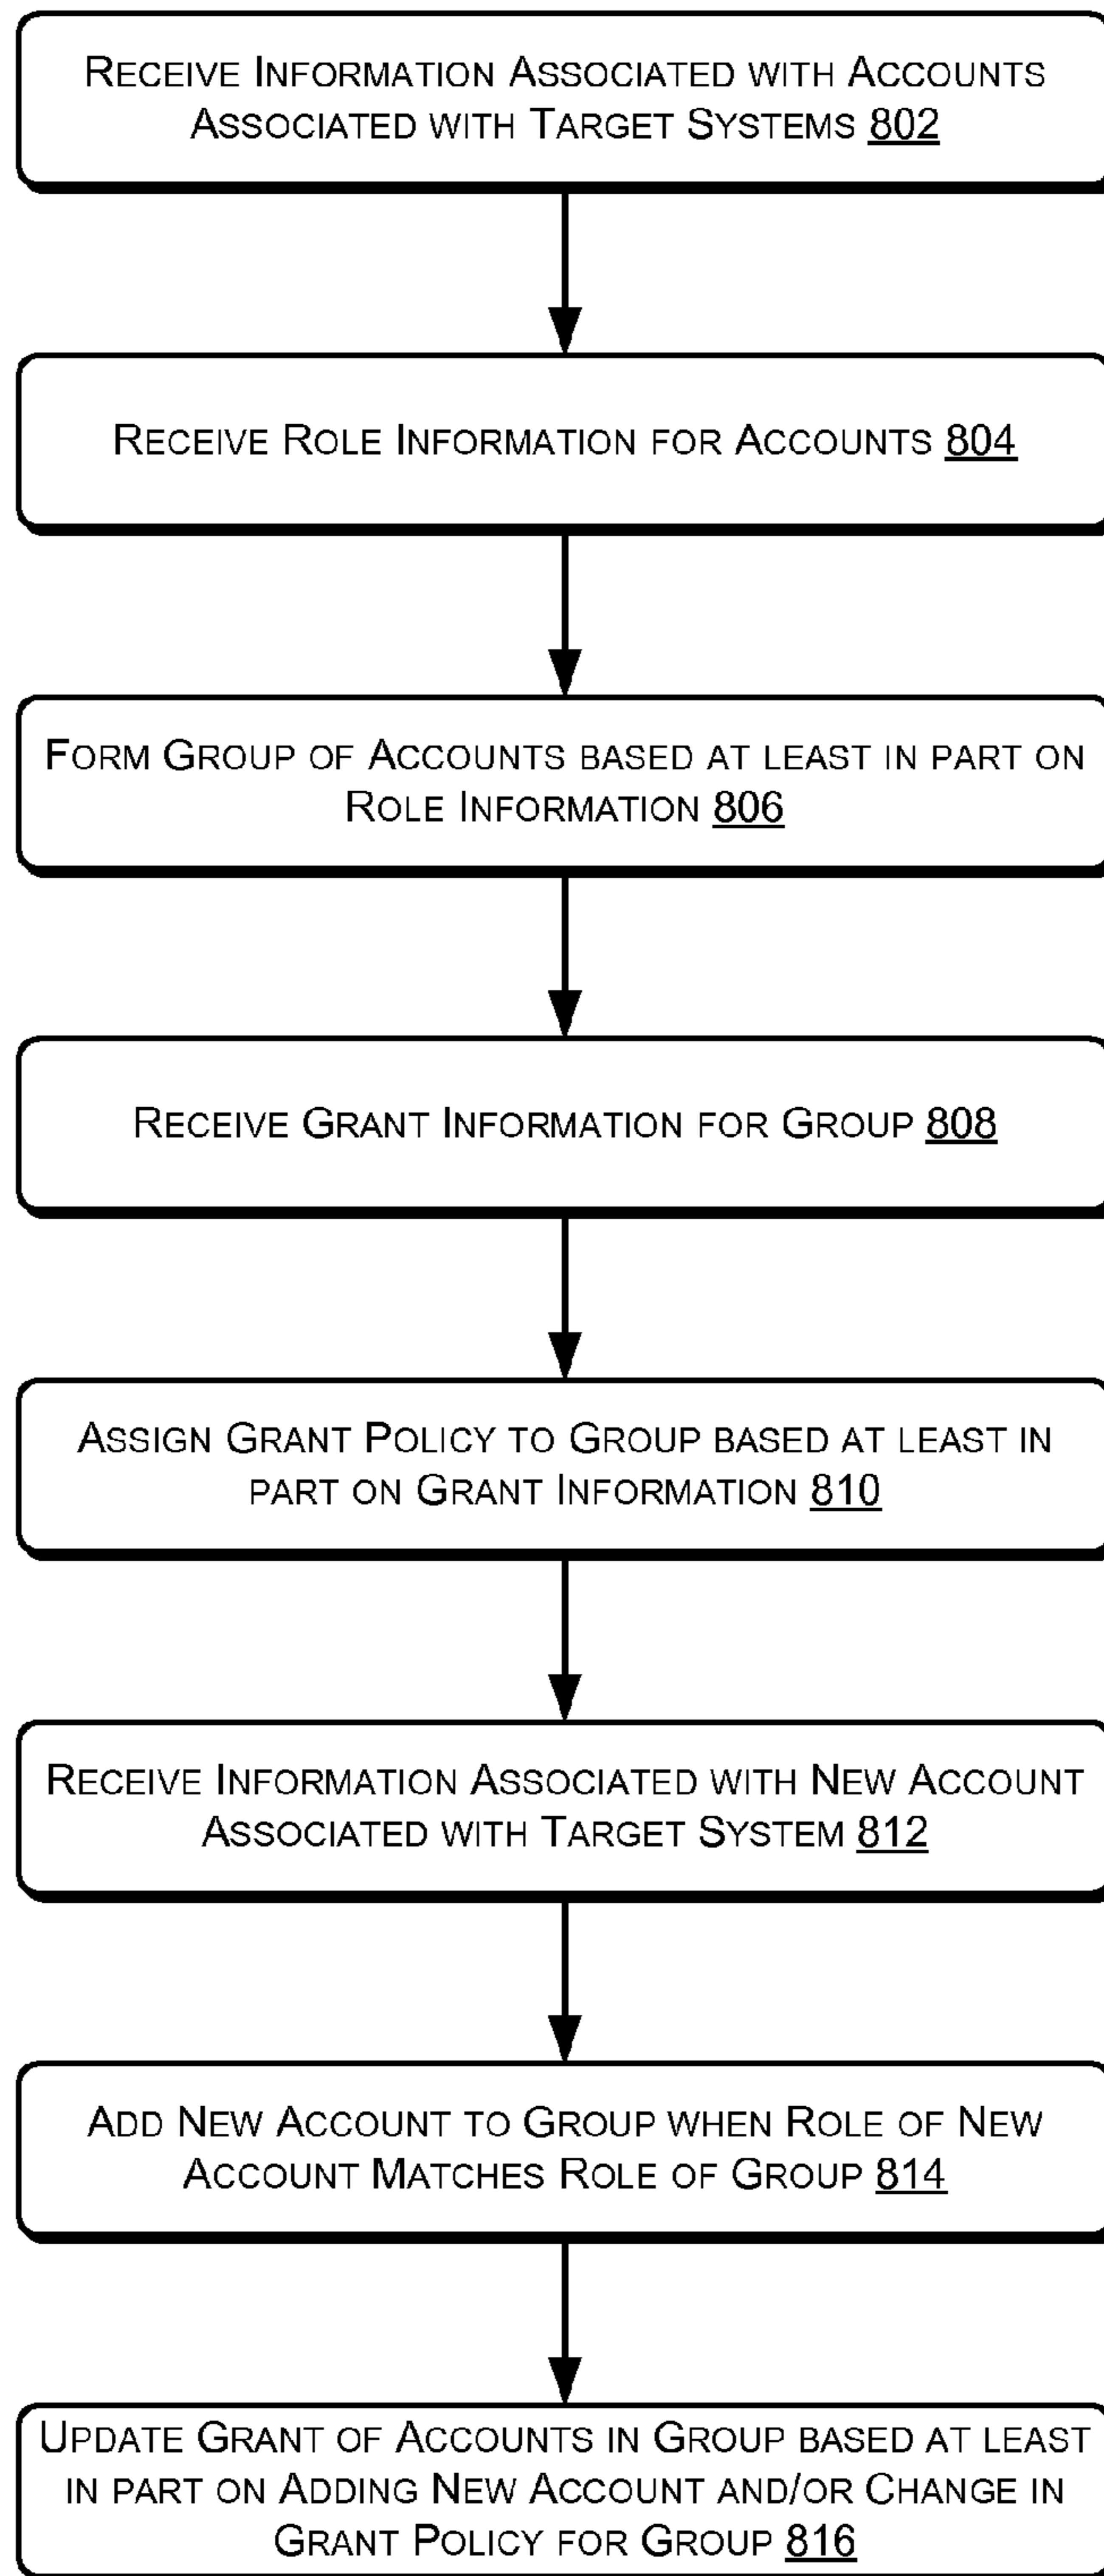 Receive Information Associated with Accounts
Associated with Target Systems 802
Receive Role Information for Accounts 804
Form Group of Accounts based at least in part on
Role Information 806
Receive Grant Information for Group 808
Assign Grant Policy to Group based at least in
part on Grant Information 810
Receive Information Associated with New Account
Associated with Target System 812
Add New Account to Group when Role of New
Account Matches Role of Group 814
Update Grant of Accounts in Group based at least
in part on Adding New Account and/or Change in
Grant Policy for Group 816